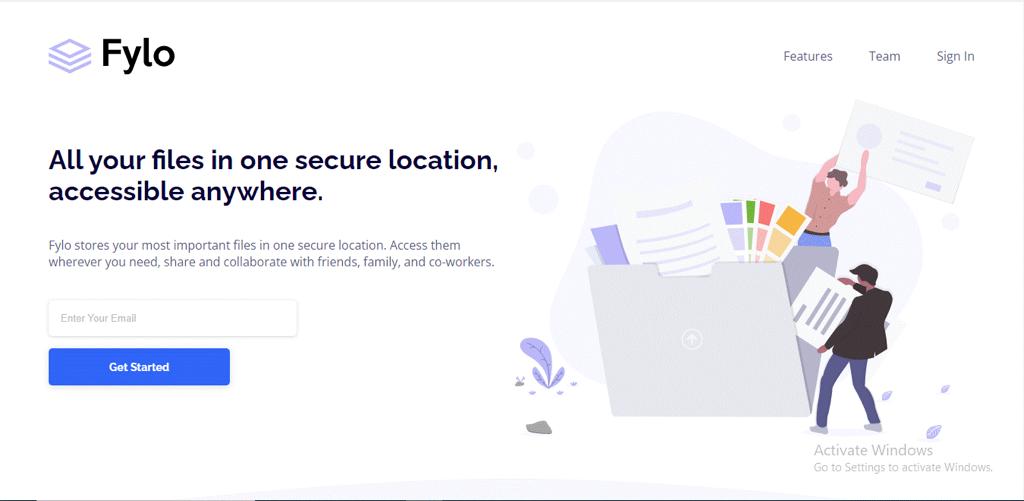 Fylo
Features
Team
Sign In
All your files in one secure location,
accessible anywhere.
Fylo stores your most important files in one secure location. Access them
wherever you need, share and collaborate with friends, family, and co-workers.
Enter Your Email
Get Started
Activate Windows
Go to Settings to activate Windows.